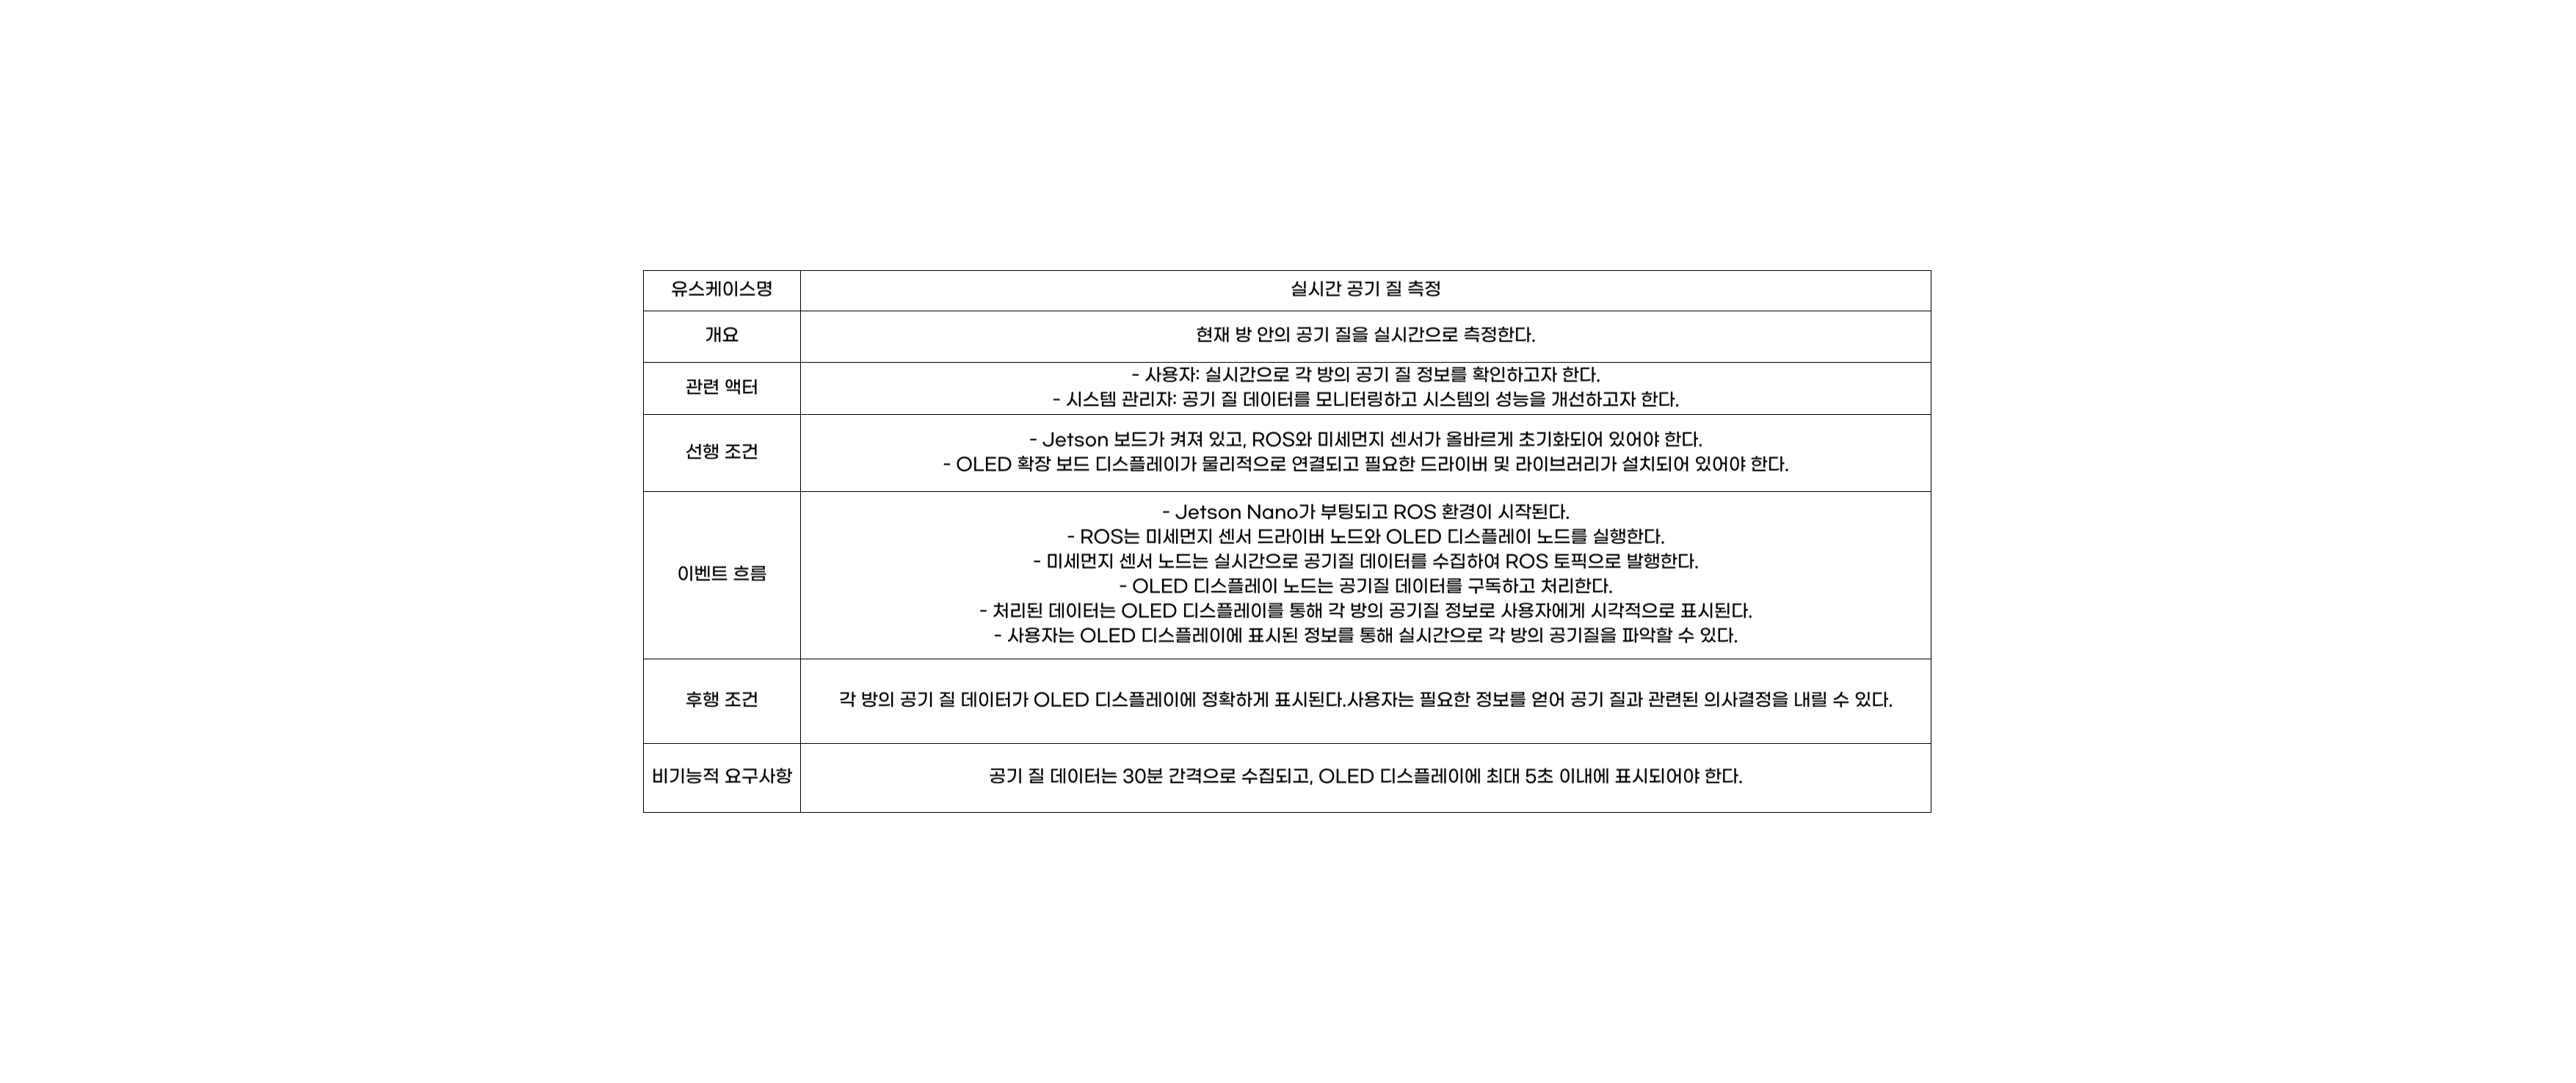 유스케이스명
실시간 공기 질 측정
개요
현재 방 안의 공기 질을 실시간으로 측정한다.
관련 액터
- 사용자: 실시간으로 각 방의 공기 질 정보를 확인하고자 한다.
- 시스템 관리자: 공기 질 데이터를 모니터링하고 시스템의 성능을 개선하고자 한다.
선행 조건
- Jetson 보드가 켜져 있고, ROS와 미세먼지 센서가 올바르게 초기화되어 있어야 한다.
- OLED 확장 보드 디스플레이가 물리적으로 연결되고 필요한 드라이버 및 라이브러리가 설치되어 있어야 한다.
이벤트 흐름
- Jetson Nano가 부팅되고 ROS 환경이 시작된다.
- ROS는 미세먼지 센서 드라이버 노드와 OLED 디스플레이 노드를 실행한다.
- 미세먼지 센서 노드는 실시간으로 공기질 데이터를 수집하여 ROS 토픽으로 발행한다.
- OLED 디스플레이 노드는 공기질 데이터를 구독하고 처리한다.
- 처리된 데이터는 OLED 디스플레이를 통해 각 방의 공기질 정보로 사용자에게 시각적으로 표시된다.
- 사용자는 OLED 디스플레이에 표시된 정보를 통해 실시간으로 각 방의 공기질을 파악할 수 있다.
후행 조건
각 방의 공기 질 데이터가 OLED 디스플레이에 정확하게 표시된다.사용자는 필요한 정보를 얻어 공기 질과 관련된 의사결정을 내릴 수 있다.
비기능적 요구사항
공기 질 데이터는 30분 간격으로 수집되고, OLED 디스플레이에 최대 5초 이내에 표시되어야 한다.